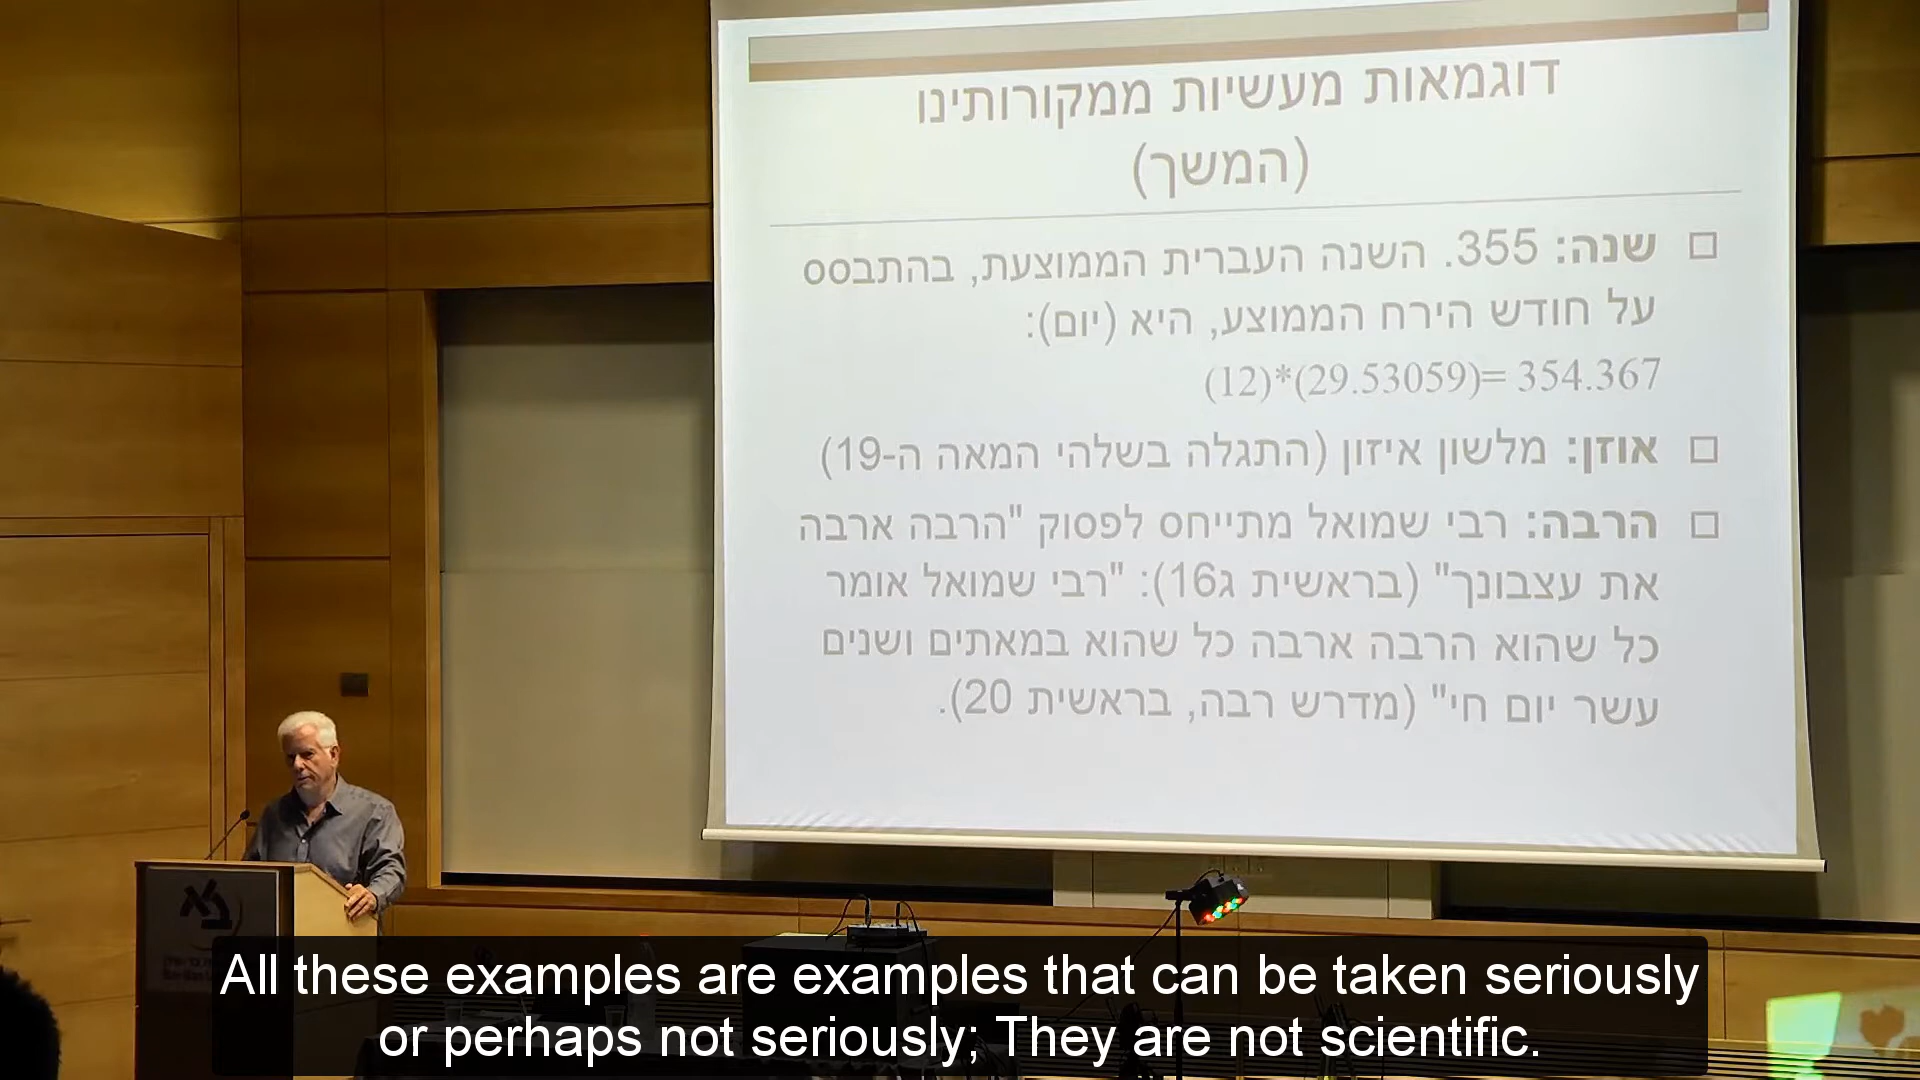 דוגמאות מעשיות ממקורותינו
(המשך)
שנה: 355. השנה העברית הממוצעת, בהתבסס
על חודש הירח הממוצע, היא (יום):
(12)*(29.53059)= 354.367
אוזן: מלשון איזון (התגלה בשלהי המאה ה-19)
הרבה: רבי שמואל מתייחס לפסוק "הרבה ארבה
את עצבונך" (בראשית ג16): "רבי שמואל אומר
כל שהוא הרבה ארבה כל שהוא במאתים ושנים
עשר יום חי" (מדרש רבה, בראשית 20).
All these examples are examples that can be taken seriously
or perhaps not seriously; They are not scientific.